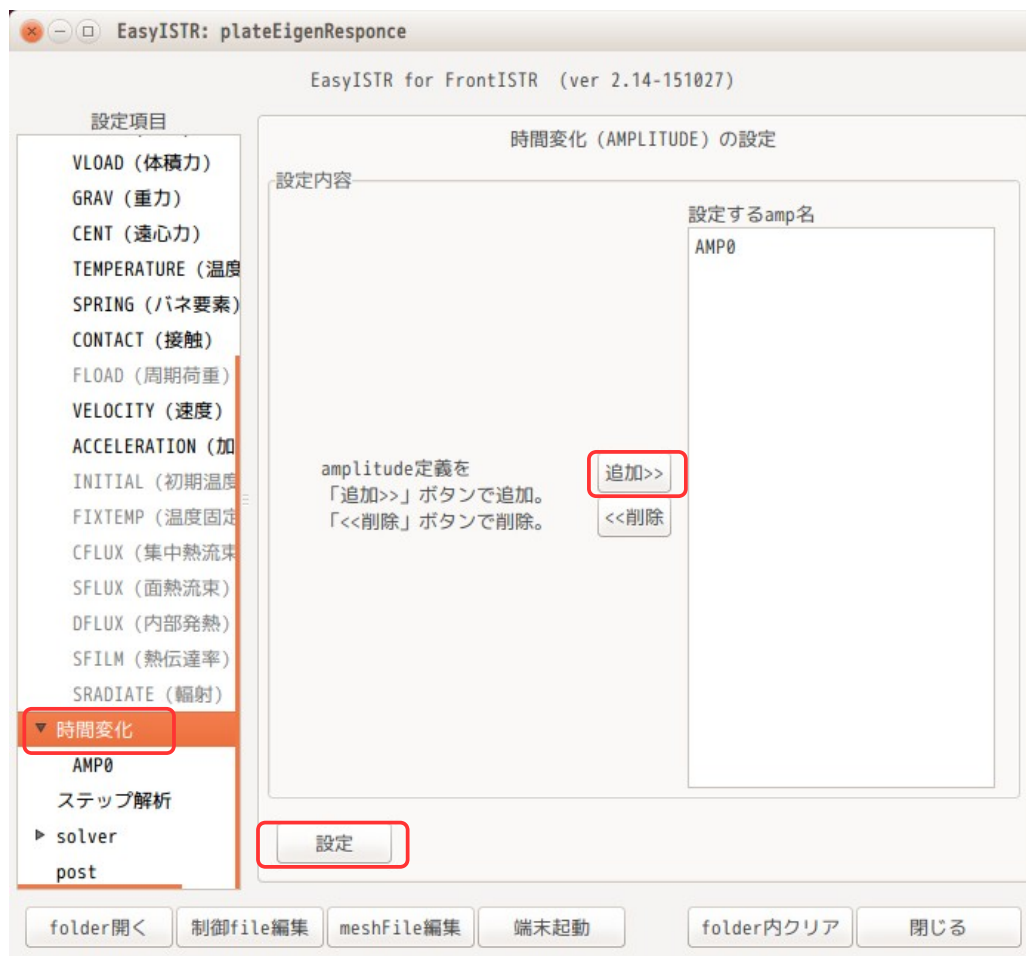 EasyISTR: plateEigenResponce
EasyISTR for FrontISTR (ver 2.14-151027)
設定項目
VLOAD (体積力)
GRAV (重力)
CENT (遠心力)
TEMPERATURE (温度
SPRING (バネ要素)
CONTACT (接触)
FLOAD (周期荷重)
VELOCITY (速度)
ACCELERATION (加
INITIAL (初期温度
FIXTEMP (温度固定
CFLUX (集中熱流束
SFLUX (面熱流束)
DFLUX (内部発熱)
SFILM (熱伝達率)
SRADIATE (輻射)
時間変化
AMP0
ステップ解析
solver
post
時間変化 (AMPLITUDE) の設定
設定内容
設定するamp名
AMP0
amplitude定義を
「追加>>」ボタンで追加。
「<<削除」ボタンで削除。
追加>>
<<削除
設定
folder開く
制御file編集
meshFile編集
端末起動
folder内クリア
閉じる